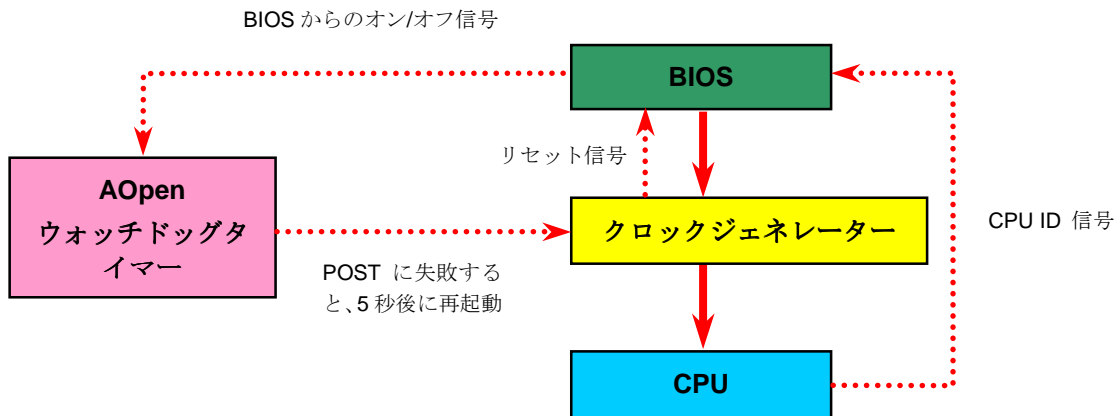 BIOS からのオン/オフ信号
BIOS
リセット信号
AOpen
ウォッチドッグタ
イマー
クロックジェネレーター
CPU ID 信号
POST に失敗する
と、5 秒後に再起動
CPU